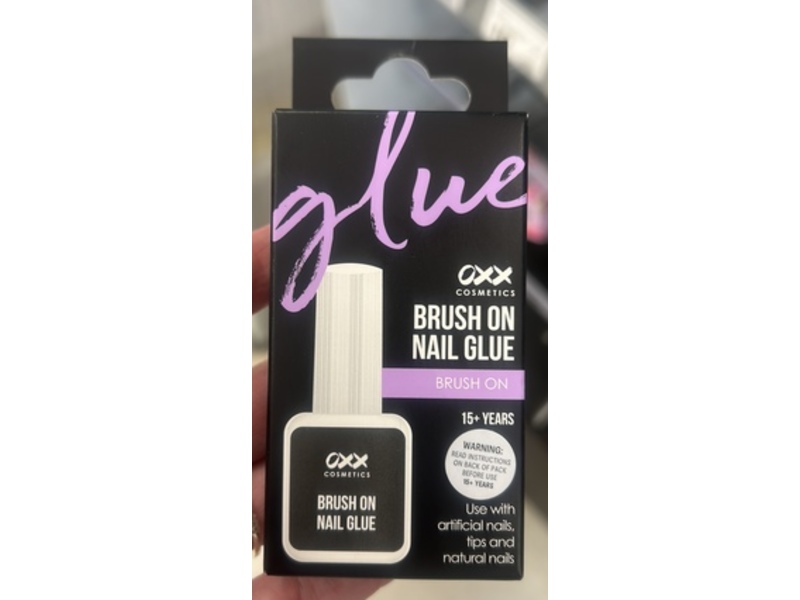 glue
OXX
COSMETICS
BRUSH ON
NAIL GLUE
BRUSH ON
15+ YEARS
WARNING:
READ INSTRUCTIONS
ON BACK OF PACK
BEFORE USE
15+ YEARS
Use with
artificial nails,
tips and
natural nails
OXX
COSMETICS
BRUSH ON
NAIL GLUE